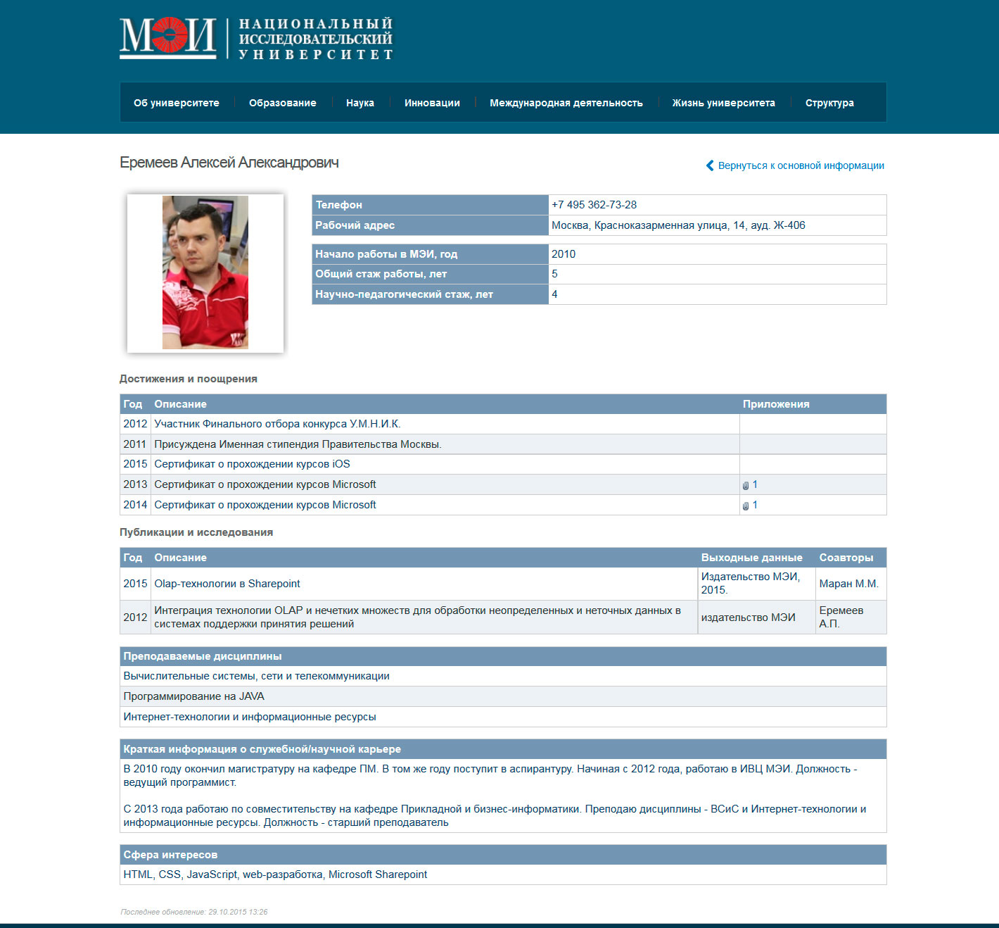 МЭИ
НАЦИОНАЛЬНЫЙ
ИССЛЕДОВАТЕЛЬСКИЙ
УНИВЕРСИТЕТ
Об университете Образование Наука Инновации Международная деятельность Жизнь университета Структура
Еремеев Алексей Александрович
Вернуться к основной информации
Телефон +7 495 362-73-28
Рабочий адрес Москва, Красноказарменная улица, 14, ауд. Ж-406
Начало работы в МЭИ, год 2010
Общий стаж работы, лет 5
Научно-педагогический стаж, лет 4
Достижения и поощрения
Год Описание Приложения
2012 Участник Финального отбора конкурса У.М.Н.И.К.
2011 Присуждена Именная стипендия Правительства Москвы.
2015 Сертификат о прохождении курсов iOS
2013 Сертификат о прохождении курсов Microsoft 1
2014 Сертификат о прохождении курсов Microsoft 1
Публикации и исследования
Год Описание Выходные данные Соавторы
2015 Olap-технологии в Sharepoint Издательство МЭИ, 2015. Маран М.М.
2012 Интеграция технологии OLAP и нечетких множеств для обработки неопределенных и неточных данных в
системах поддержки принятия решений издательство МЭИ Еремеев А.П.
Преподаваемые дисциплины
Вычислительные системы, сети и телекоммуникации
Программирование на JAVA
Интернет-технологии и информационные ресурсы
Краткая информация о служебной/научной карьере
В 2010 году окончил магистратуру на кафедре ПМ. В том же году поступит в аспирантуру. Начиная с 2012 года, работаю в ИВЦ МЭИ. Должность -
ведущий программист.
С 2013 года работаю по совместительству на кафедре Прикладной и бизнес-информатики. Преподаю дисциплины - ВСиС и Интернет-технологии и
информационные ресурсы. Должность - старший преподаватель
Сфера интересов
HTML, CSS, JavaScript, web-разработка, Microsoft Sharepoint
Последнее обновление: 29.10.2015 13:26